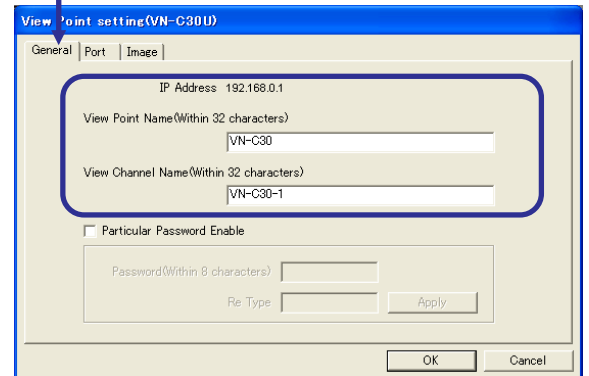 View Point setting(VN-C30U)
General Port Image
IP Address 192.168.0.1
View Point Name(Within 32 characters)
VN-C30
View Channel Name(Within 32 characters)
VN-C30-1
Particular Password Enable
Password(Within 8 characters)
Re Type Apply
OK Cancel